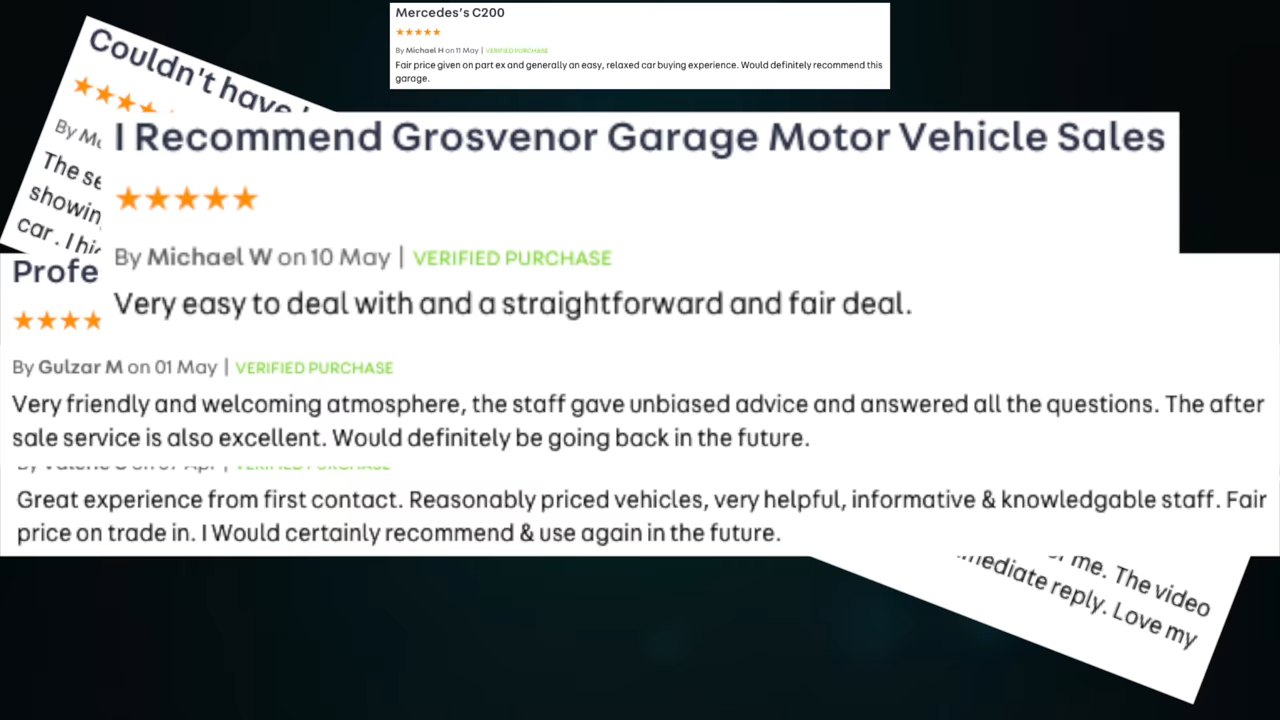 Mercedes's C200
By Michael H on 11 May | VERIFIED PURCHASE
Fair price given on part ex and generally an easy, relaxed car buying experience. Would definitely recommend this
garage.
Couldn't have
By
The
showin
car. I
I Recommend Grosvenor Garage Motor Vehicle Sales
By Michael W on 10 May | VERIFIED PURCHASE
Very easy to deal with and a straightforward and fair deal.
Profe
By Gulzar M on 01 May | VERIFIED PURCHASE
Very friendly and welcoming atmosphere, the staff gave unbiased advice and answered all the questions. The after
sale service is also excellent. Would definitely be going back in the future.
Great experience from first contact. Reasonably priced vehicles, very helpful, informative & knowledgable staff. Fair
price on trade in. I Would certainly recommend & use again in the future.
me. The video
mediate reply. Love my